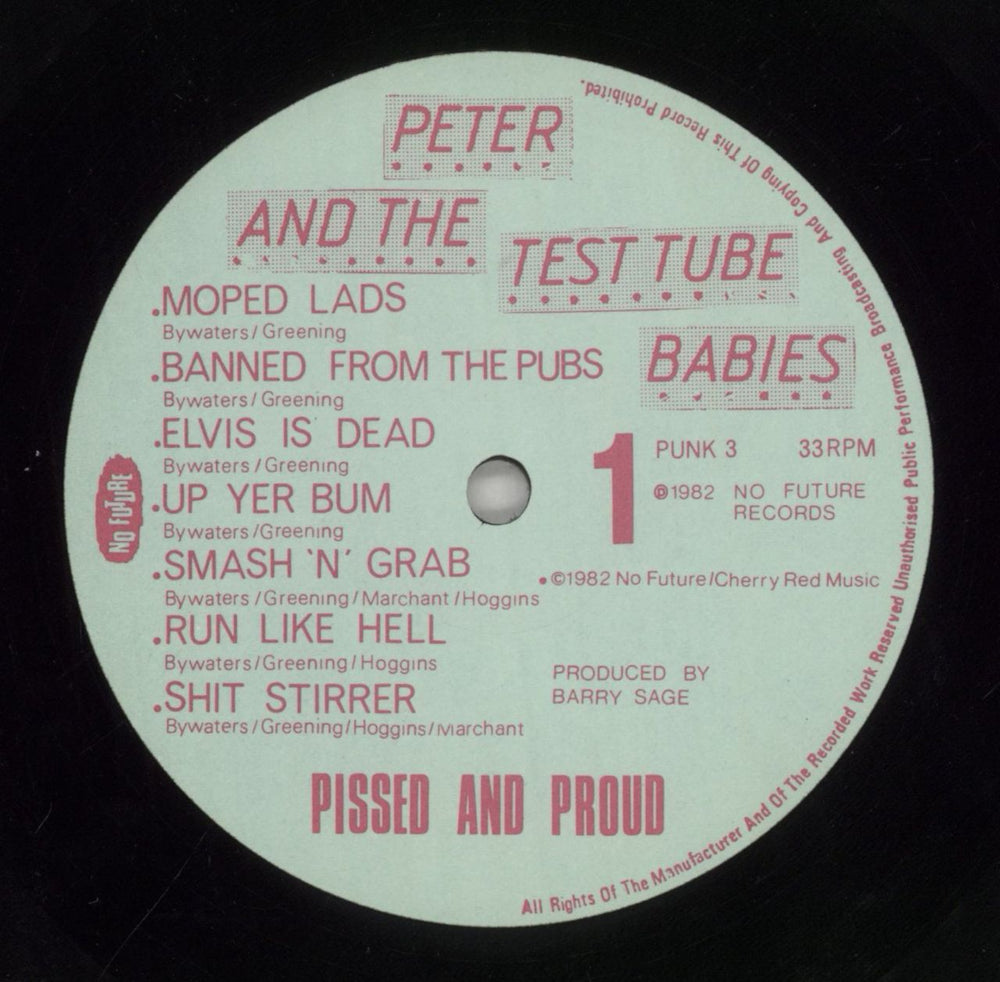 PETER
AND THE
TEST TUBE
BABIES
.MOPED LADS
Bywaters/Greening
.BANNED FROM THE PUBS
Bywaters/Greening
.ELVIS IS DEAD
Bywaters/Greening
.UP YER BUM
Bywaters/Greening
.SMASH 'N' GRAB
Bywaters/Greening/Marchant/Hoggins
.RUN LIKE HELL
Bywaters/Greening/Hoggins
.SHIT STIRRER
Bywaters/Greening/Hoggins/Marchant
NO FUTURE
1
PUNK 3 33RPM
℗1982 NO FUTURE
RECORDS
.©1982 No Future/Cherry Red Music
PRODUCED BY
BARRY SAGE
PISSED AND PROUD
All Rights Of The Manufacturer And Of The Recorded Work Reserved Unauthorised Public Performance Broadcasting And Copying Of This Record Prohibited.